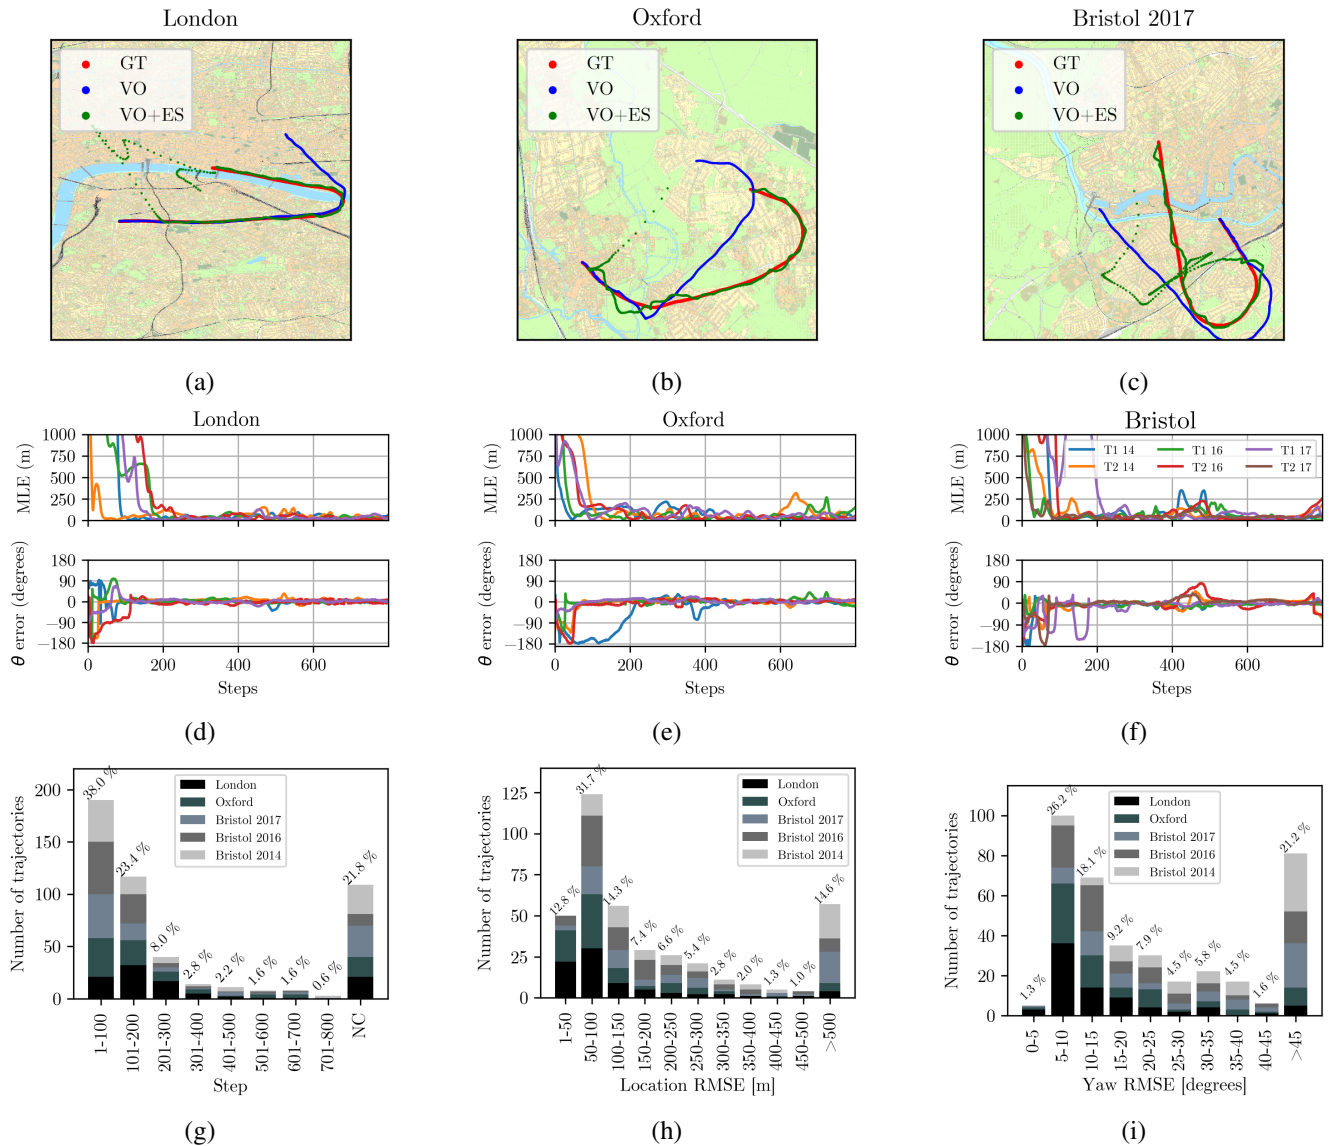 London
Oxford
Bristol 2017
GT
VO
VO+ES
GT
VO
VO+ES
GT
VO
VO+ES
(a)
(b)
(c)
London
MLE (m)
1000
750
500
250
0
θ error (degrees)
180
90
0
−90
−180
0
200
400
600
Steps
(d)
Oxford
MLE (m)
1000
750
500
250
0
θ error (degrees)
180
90
0
−90
−180
0
200
400
600
Steps
(e)
Bristol
MLE (m)
1000
750
500
250
0
T1 14
T1 16
T1 17
T2 14
T2 16
T2 17
θ error (degrees)
180
90
0
−90
−180
0
200
400
600
Steps
(f)
Number of trajectories
200
150
100
50
0
38.0 %
23.4 %
8.0 %
2.8 %
2.2 %
1.6 %
1.6 %
0.6 %
21.8 %
London
Oxford
Bristol 2017
Bristol 2016
Bristol 2014
1-100
101-200
201-300
301-400
401-500
501-600
601-700
701-800
NC
Step
(g)
Number of trajectories
125
100
75
50
25
0
12.8 %
31.7 %
14.3 %
7.4 %
6.6 %
5.4 %
2.8 %
2.0 %
1.3 %
1.0 %
14.6 %
London
Oxford
Bristol 2017
Bristol 2016
Bristol 2014
1-50
50-100
100-150
150-200
200-250
250-300
300-350
350-400
400-450
450-500
>500
Location RMSE [m]
(h)
Number of trajectories
100
80
60
40
20
0
1.3 %
26.2 %
18.1 %
9.2 %
7.9 %
4.5 %
5.8 %
4.5 %
1.6 %
21.2 %
London
Oxford
Bristol 2017
Bristol 2016
Bristol 2014
0-5
5-10
10-15
15-20
20-25
25-30
30-35
35-40
40-45
>45
Yaw RMSE [degrees]
(i)